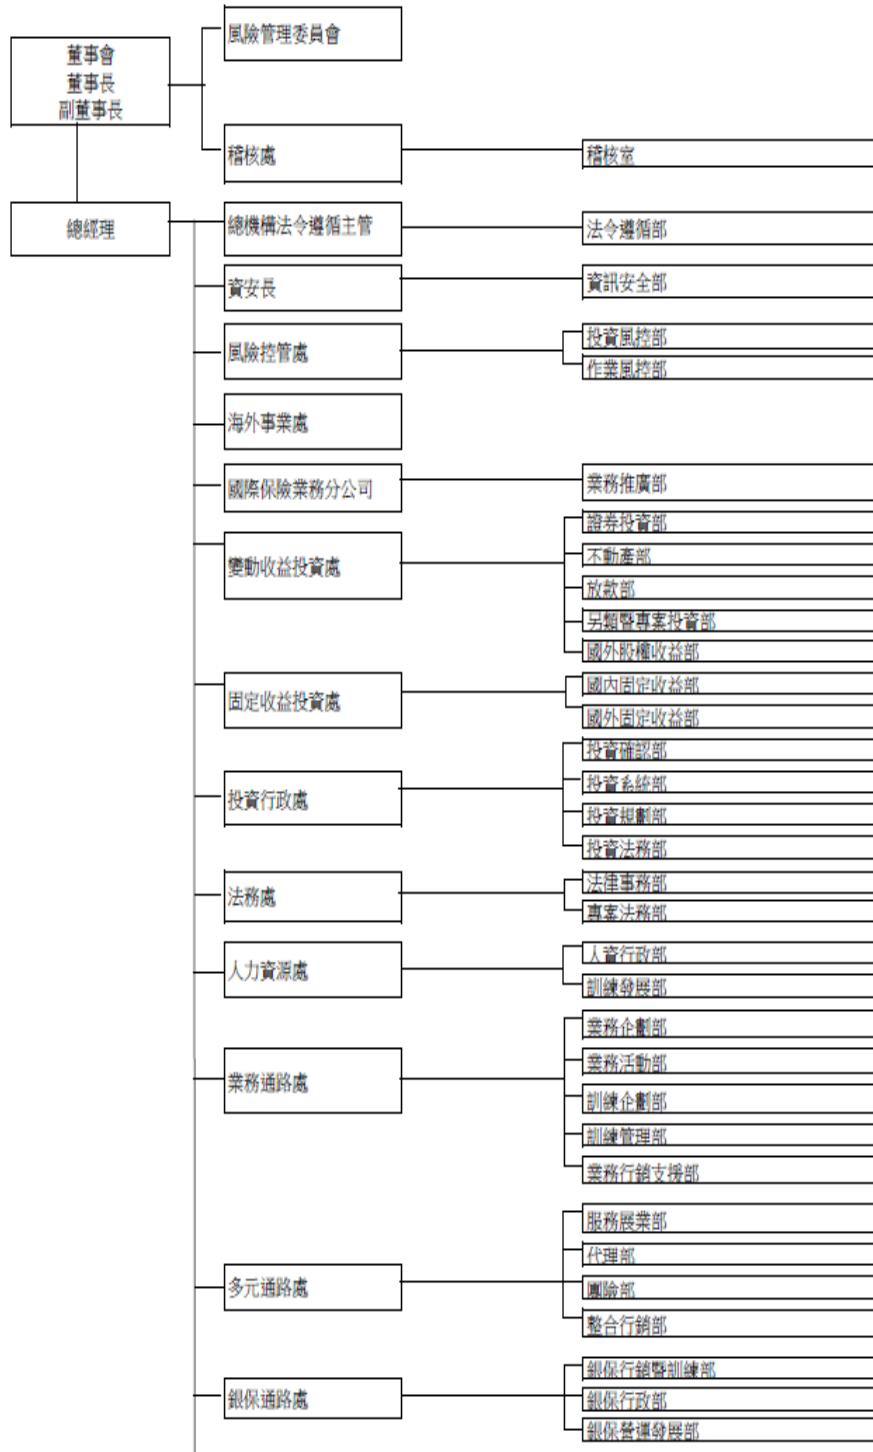 風險管理委員會
董事會
董事長
副董事長
稽核處
稽核室
總經理
總機構法令遵循主管
法令遵循部
資安長
資訊安全部
風險控管處
投資風控部
作業風控部
海外事業處
國際保險業務分公司
業務推廣部
變動收益投資處
證券投資部
不動產部
放款部
另類暨專案投資部
國外股權收益部
固定收益投資處
國內固定收益部
國外固定收益部
投資行政處
投資確認部
投資系統部
投資規劃部
投資法務部
法務處
法律事務部
專案法務部
人力資源處
人資行政部
訓練發展部
業務通路處
業務企劃部
業務活動部
訓練企劃部
訓練管理部
業務行銷支援部
多元通路處
服務展業部
代理部
團險部
整合行銷部
銀保通路處
銀保行銷暨訓練部
銀保行政部
銀保營運發展部